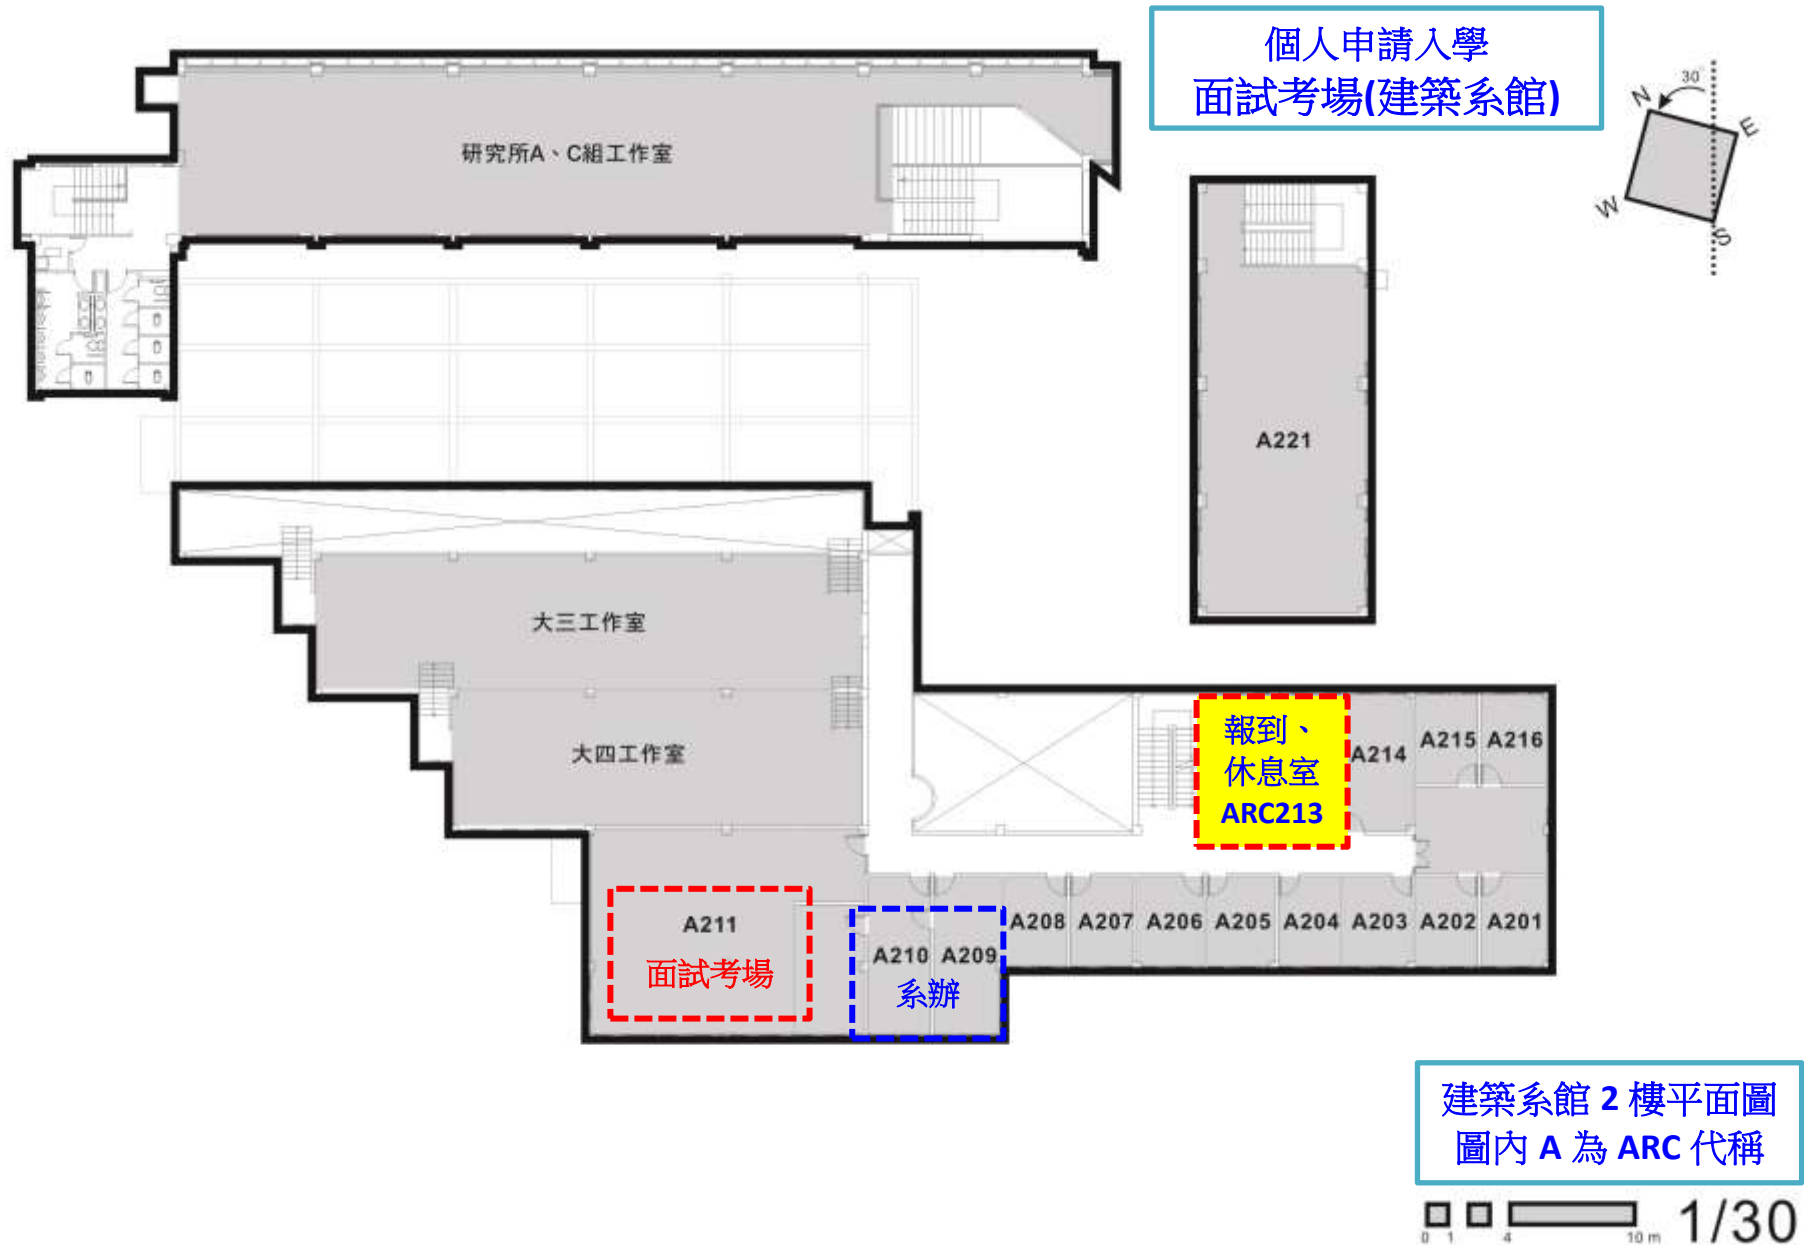 個人申請入學
面試考場(建築系館)
30°
N
E
W
S
研究所A、C組工作室
A221
大三工作室
大四工作室
報到、
休息室
ARC213
A214
A215
A216
A211
面試考場
A210
A209
系辦
A208
A207
A206
A205
A204
A203
A202
A201
建築系館 2 樓平面圖
圖內 A 為 ARC 代稱
0 1 4 10 m
1/30